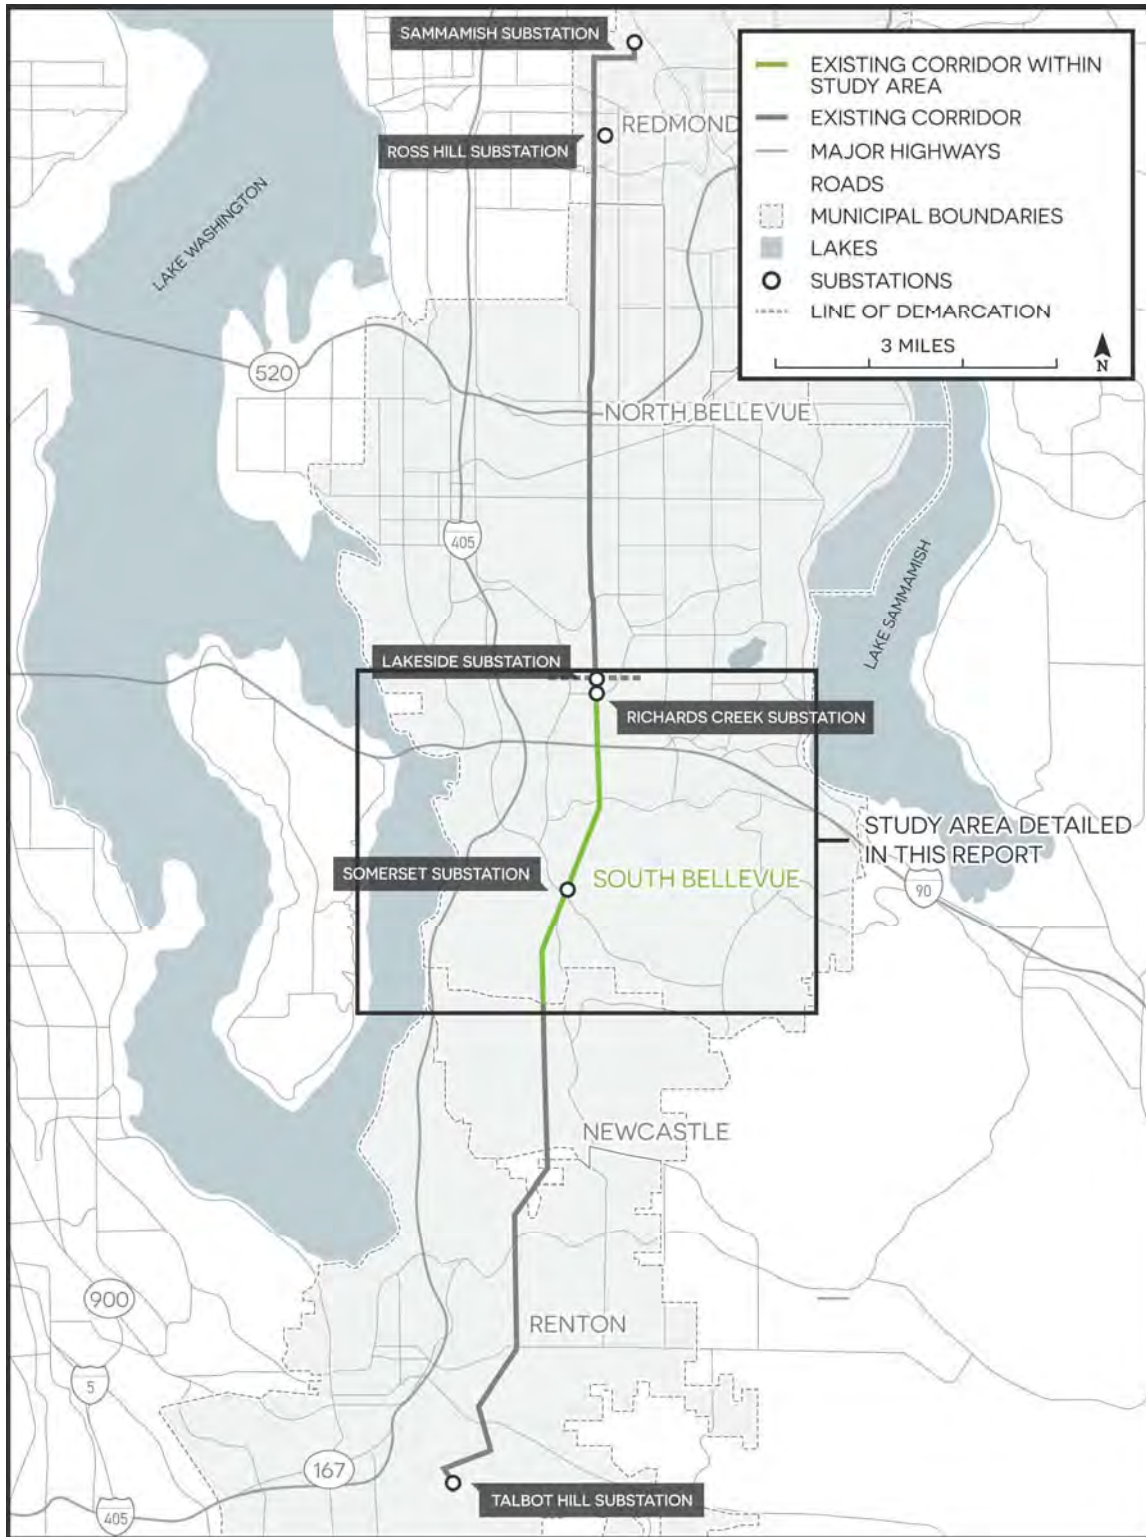 SAMMAMISH SUBSTATION
EXISTING CORRIDOR WITHIN
STUDY AREA
EXISTING CORRIDOR
MAJOR HIGHWAYS
ROADS
MUNICIPAL BOUNDARIES
LAKES
SUBSTATIONS
LINE OF DEMARCATION
3 MILES
N
REDMOND
ROSS HILL SUBSTATION
LAKE WASHINGTON
520
NORTH BELLEVUE
405
LAKE SAMMAMISH
LAKESIDE SUBSTATION
RICHARDS CREEK SUBSTATION
STUDY AREA DETAILED
IN THIS REPORT
SOMERSET SUBSTATION
SOUTH BELLEVUE
90
NEWCASTLE
900
RENTON
5
167
TALBOT HILL SUBSTATION
405